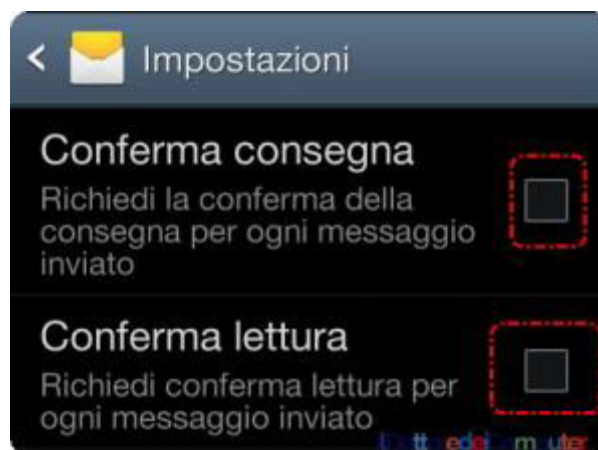 Impostazioni
Conferma consegna
Richiedi la conferma della
consegna per ogni messaggio
inviato
Conferma lettura
Richiedi conferma lettura per
ogni messaggio inviato